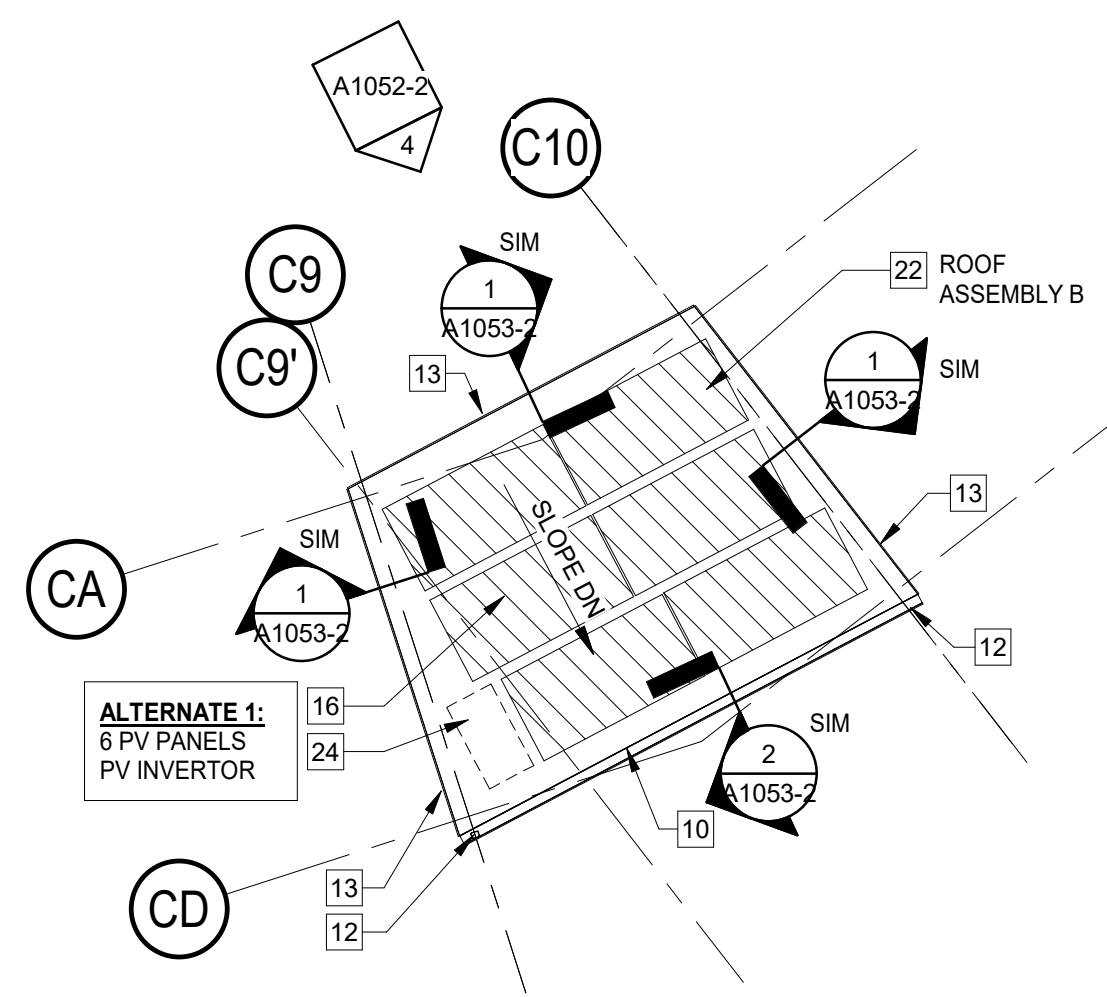 A1052-2
4
C10
C9
C9'
SIM
1
A1053-2
22
ROOF
ASSEMBLY B
13
1
A1053-2
SIM
13
SLOPE DN
CA
SIM
1
A1053-2
12
ALTERNATE 1:
6 PV PANELS
PV INVERTOR
16
24
SIM
2
A1053-2
10
CD
13
12